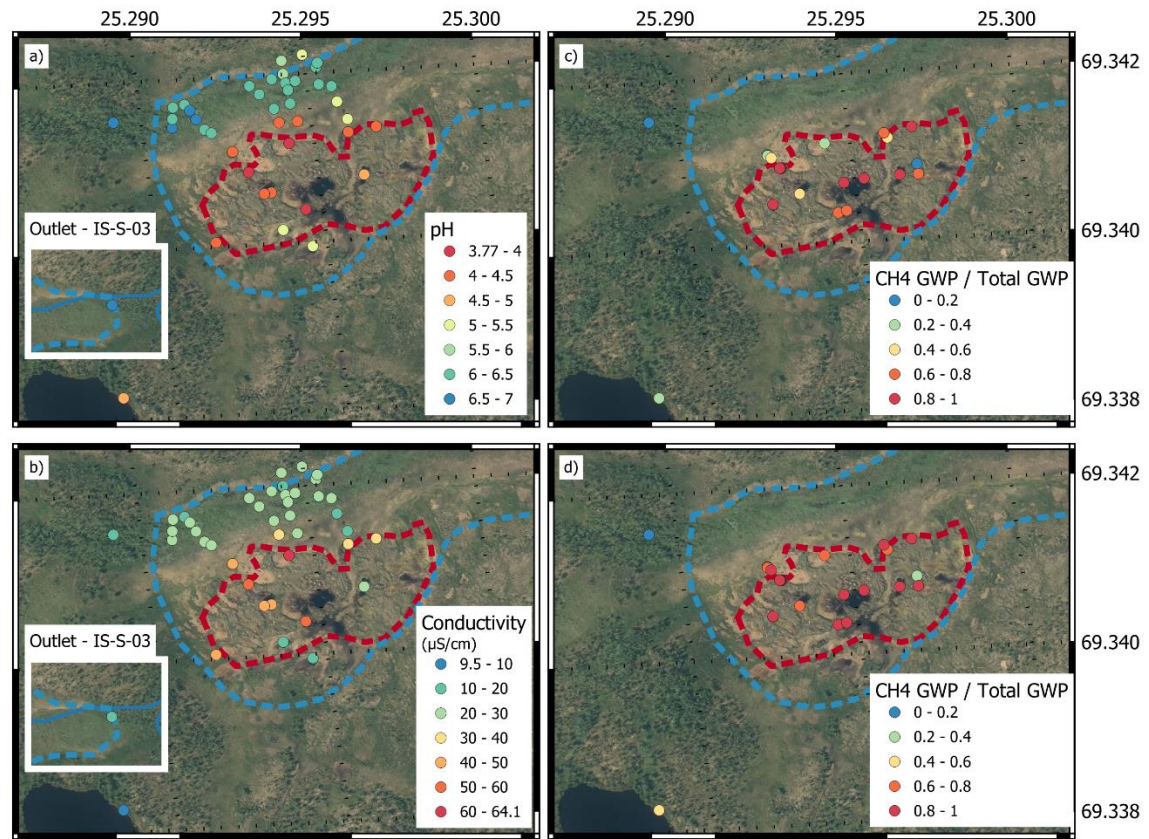 25.290 25.295 25.300 25.290 25.295 25.300
a)
c)
69.342
69.340
69.338
Outlet - IS-S-03
pH
3.77 - 4
4 - 4.5
4.5 - 5
5 - 5.5
5.5 - 6
6 - 6.5
6.5 - 7
CH4 GWP / Total GWP
0 - 0.2
0.2 - 0.4
0.4 - 0.6
0.6 - 0.8
0.8 - 1
b)
d)
69.342
69.340
69.338
Outlet - IS-S-03
Conductivity
(µS/cm)
9.5 - 10
10 - 20
20 - 30
30 - 40
40 - 50
50 - 60
60 - 64.1
CH4 GWP / Total GWP
0 - 0.2
0.2 - 0.4
0.4 - 0.6
0.6 - 0.8
0.8 - 1